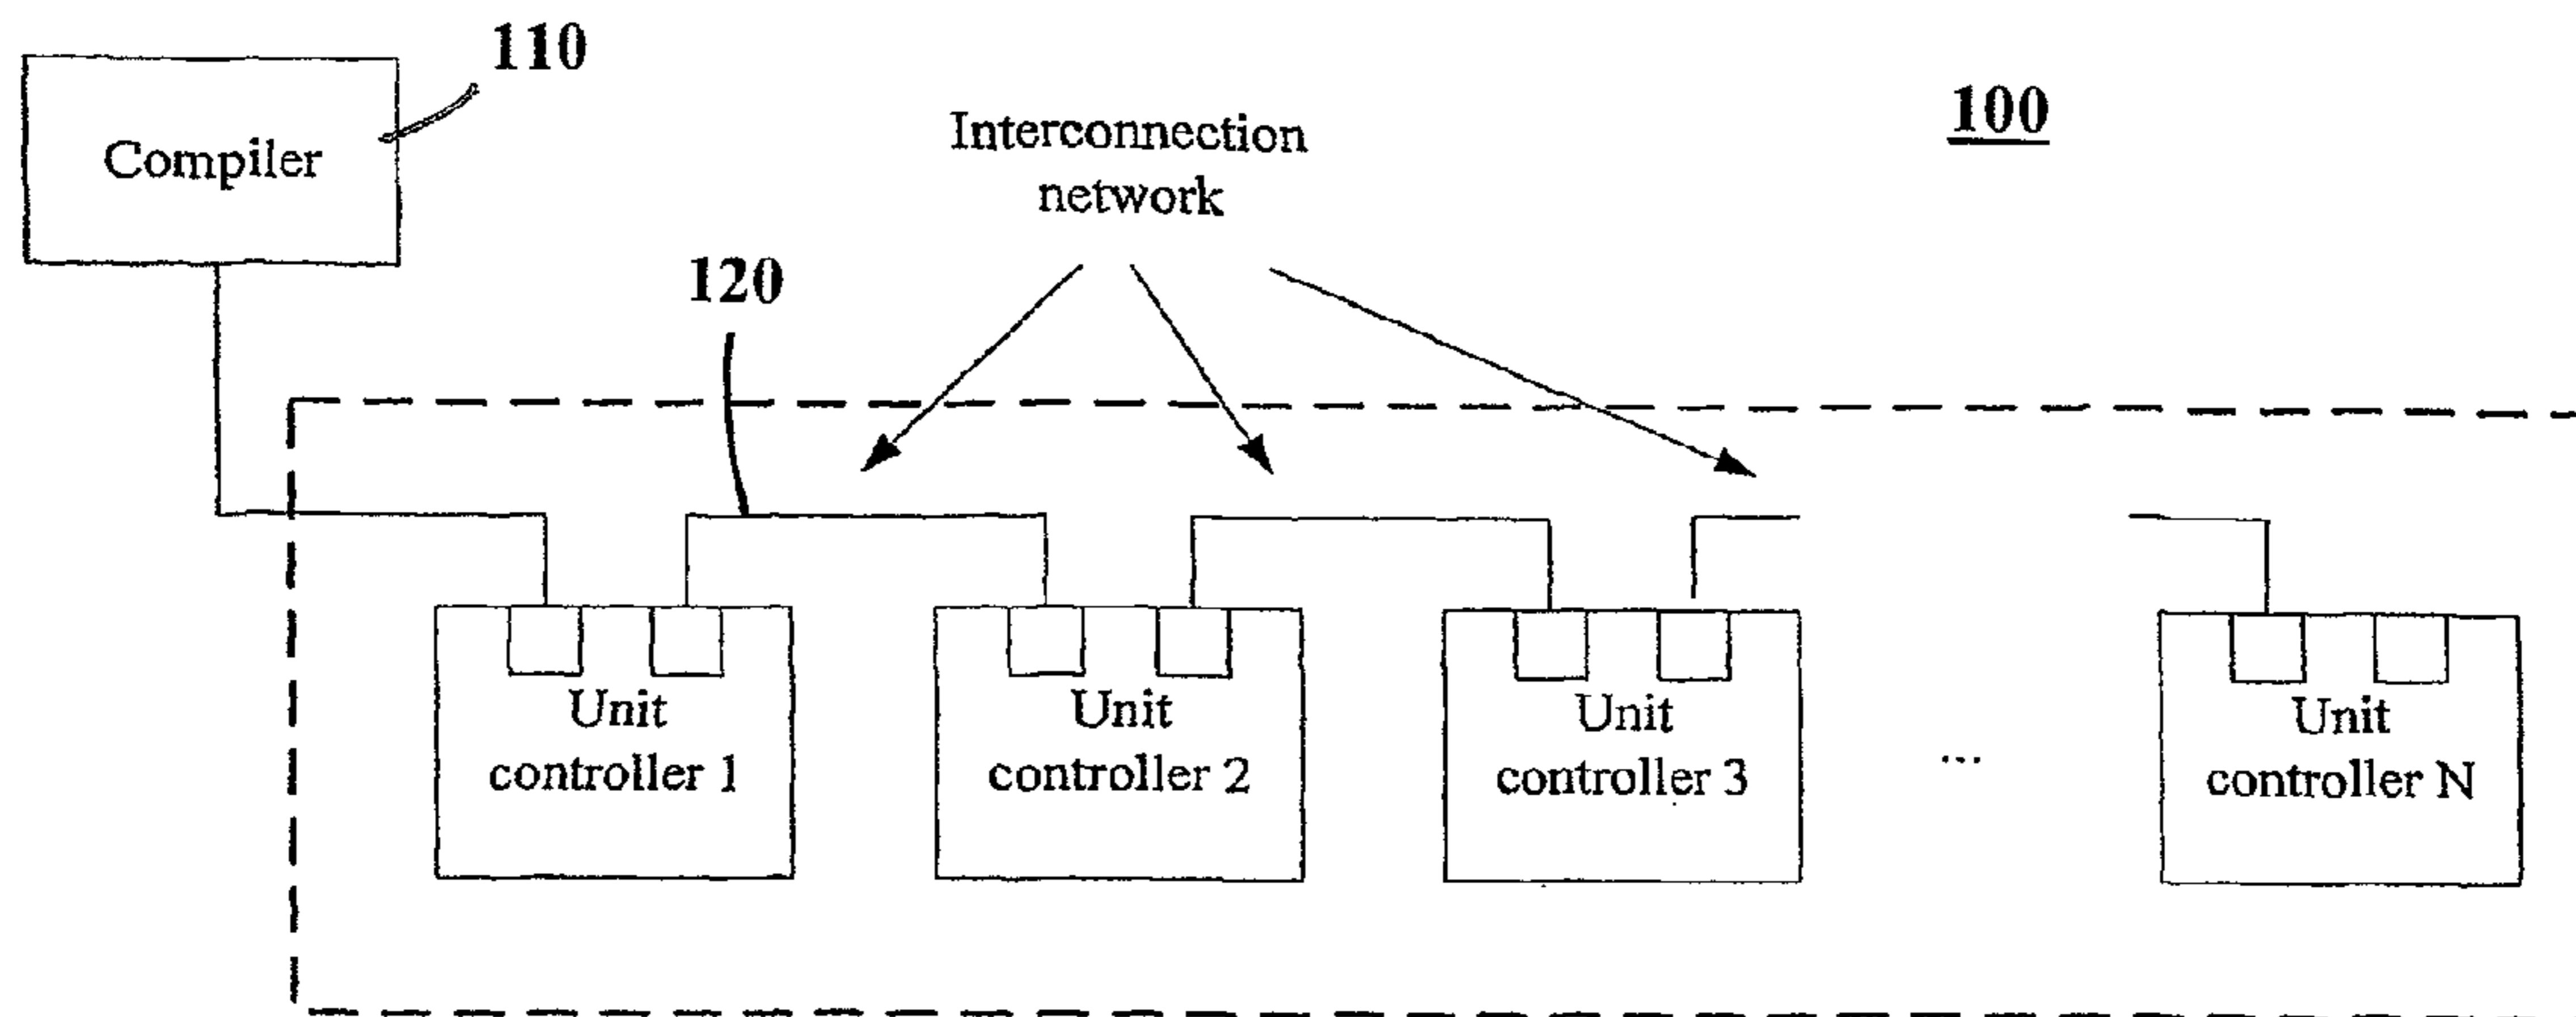 110
Compiler
Interconnection
network
100
120
Unit
controller 1
Unit
controller 2
Unit
controller 3
...
Unit
controller N